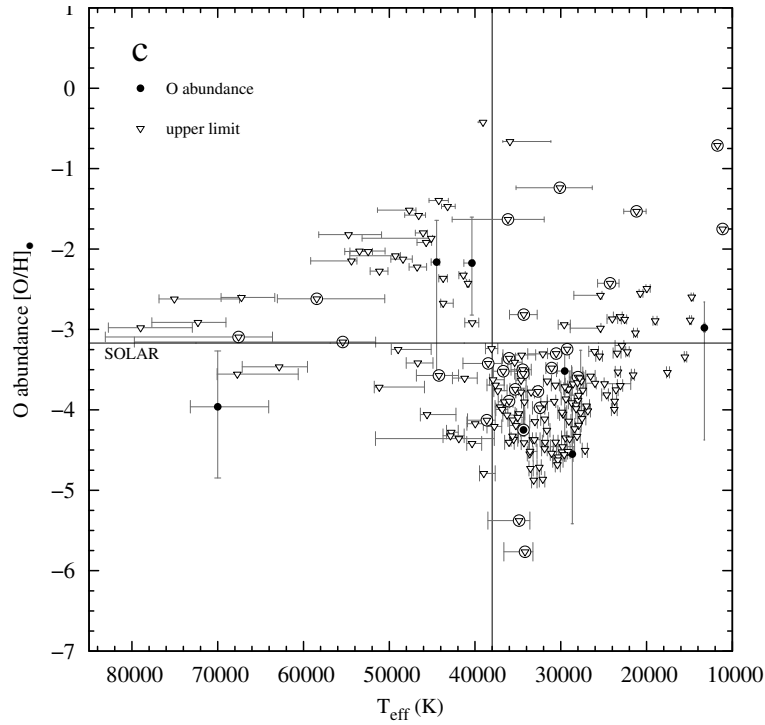 1
c
0
O abundance
upper limit
−1
−2
O abundance [O/H]●
−3
SOLAR
−4
−5
−6
−7
80000 70000 60000 50000 40000 30000 20000 10000
Teff (K)